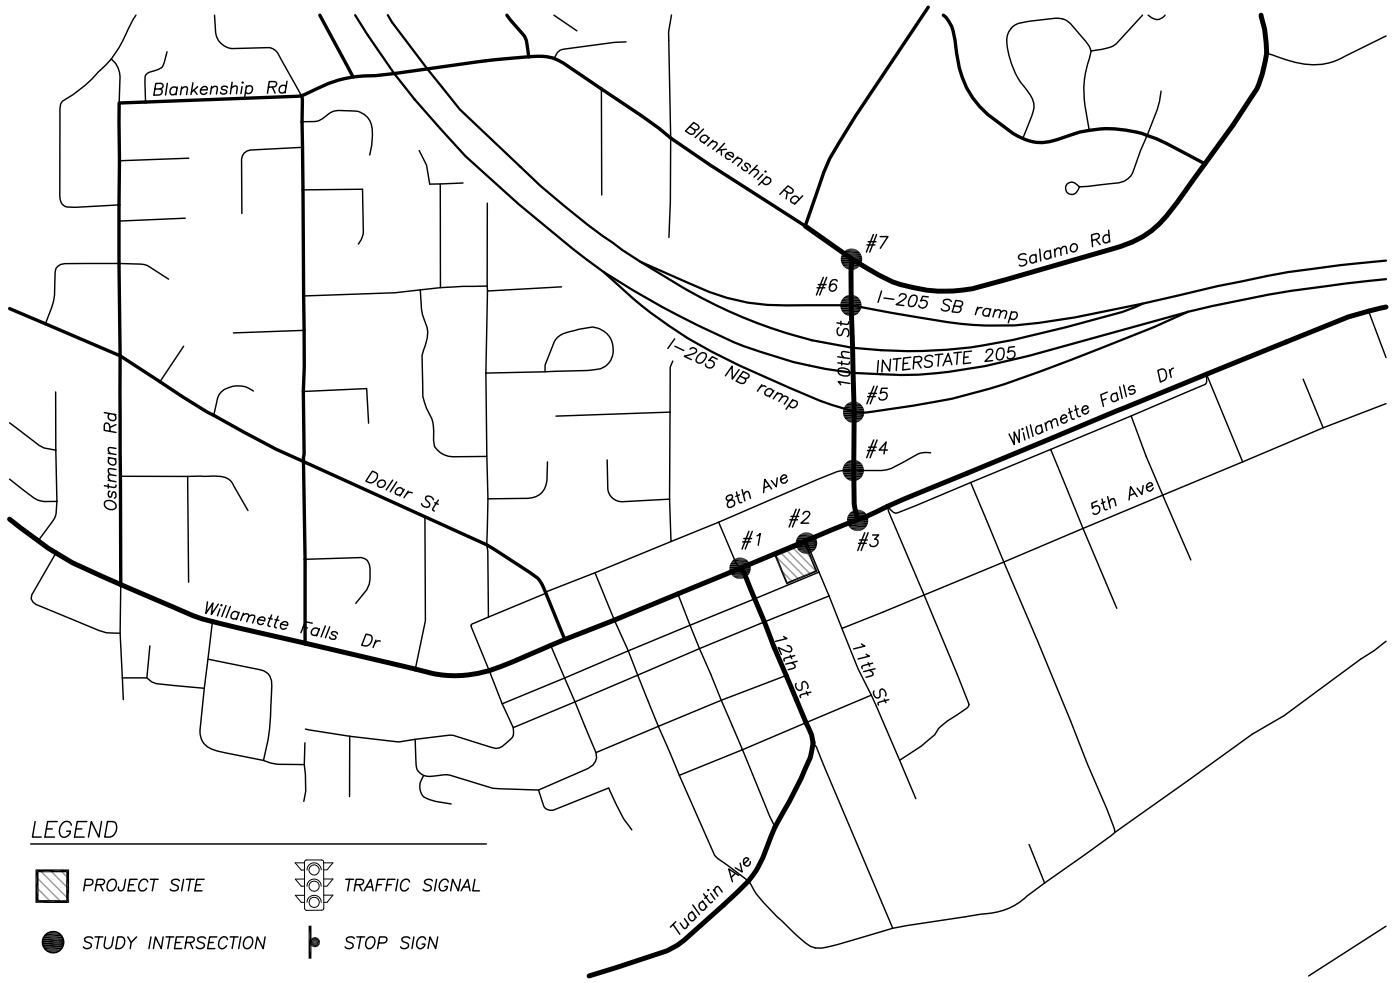 Blankenship Rd
Blankenship Rd
#7
Salamo Rd
#6
I-205 SB ramp
10th St
INTERSTATE 205
I-205 NB ramp
#5
Willamette Falls Dr
Ostman Rd
#4
Dollar St
8th Ave
5th Ave
#2
#1
#3
Willamette Falls Dr
12th St
11th St
Tualatin Ave
LEGEND
PROJECT SITE
TRAFFIC SIGNAL
STUDY INTERSECTION
STOP SIGN